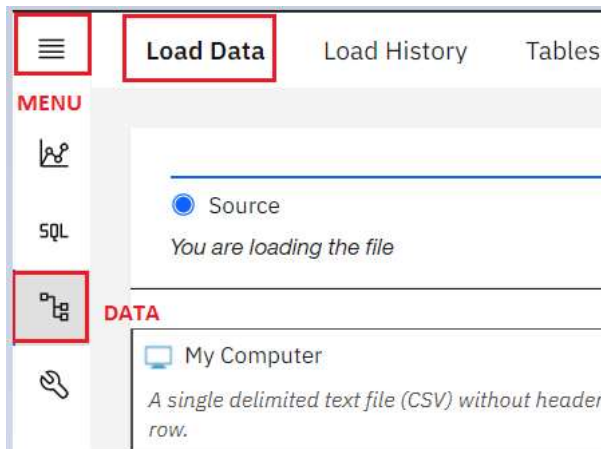 Load Data Load History Tables
MENU
Source
SQL
You are loading the file
DATA
My Computer
A single delimited text file (CSV) without header
row.